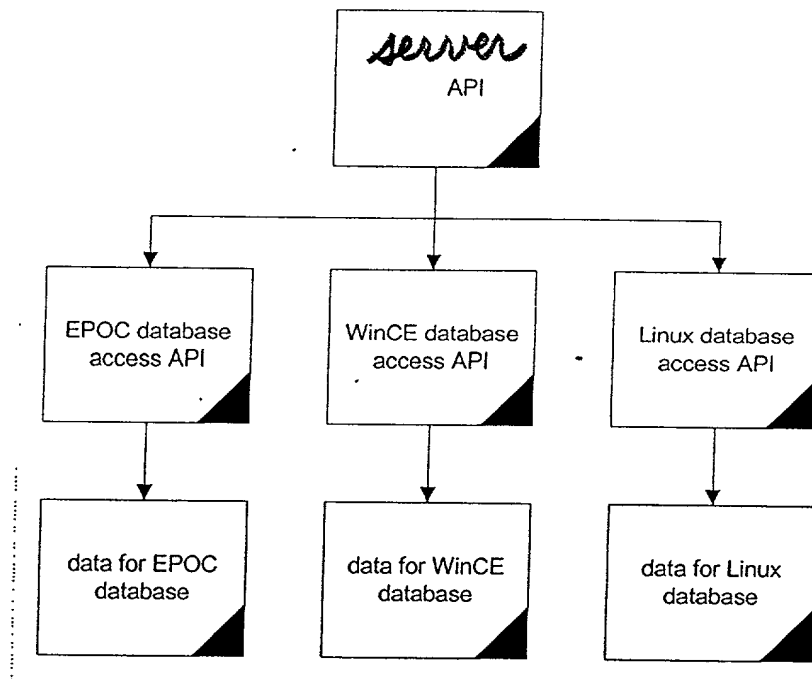 server
API
EPOC database
access API
WinCE database
access API
Linux database
access API
data for EPOC
database
data for WinCE
database
data for Linux
database